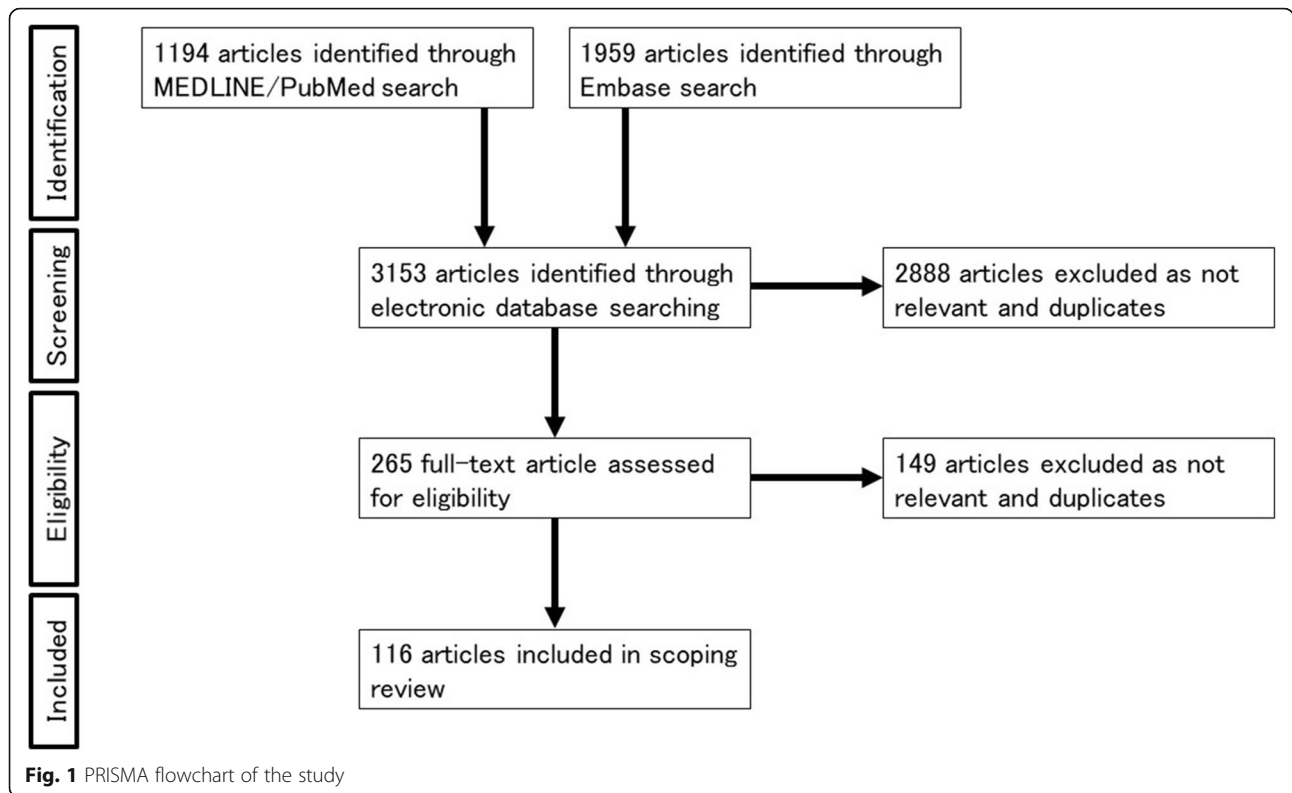 Identification
1194 articles identified through
MEDLINE/PubMed search
1959 articles identified through
Embase search
Screening
3153 articles identified through
electronic database searching
2888 articles excluded as not
relevant and duplicates
Eligibility
265 full-text article assessed
for eligibility
149 articles excluded as not
relevant and duplicates
Included
116 articles included in scoping
review
Fig. 1 PRISMA flowchart of the study